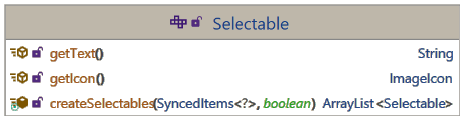 Selectable
getText() String
getIcon() ImageIcon
createSelectables(SyncedItems<?>, boolean) ArrayList<Selectable>